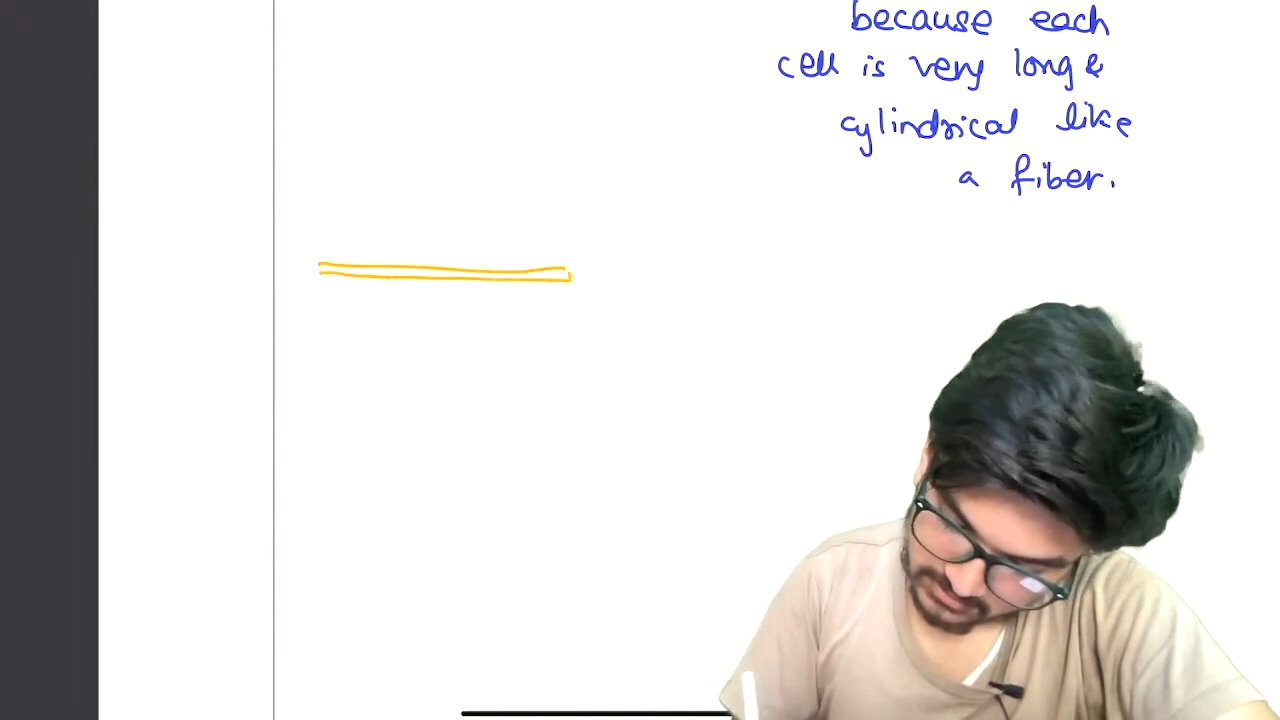 because each
cell is very long &
cylindrical like
a fiber.